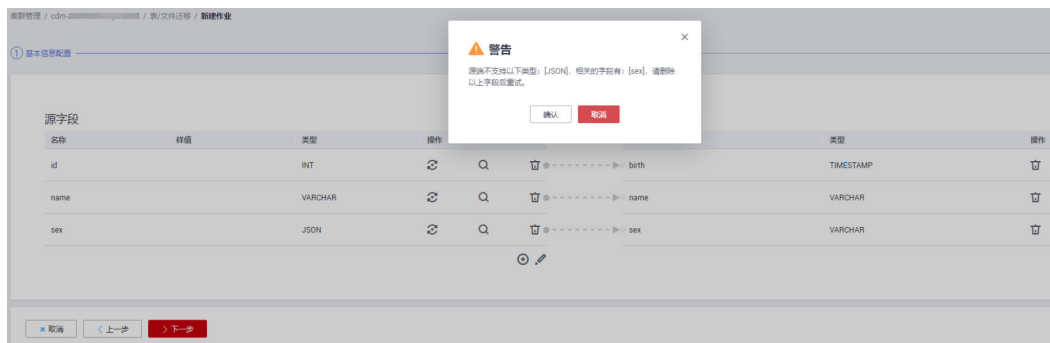 集群管理 / cdm- / 表/文件迁移 / 新建作业
1 基本信息配置
警告
源端不支持以下类型：[JSON]，相关的字段有：[sex]，请删除
以上字段后重试。
确认 取消
源字段
名称 样值 类型 操作 类型 操作
id INT birth TIMESTAMP
name VARCHAR name VARCHAR
sex JSON sex VARCHAR
× 取消 < 上一步 > 下一步